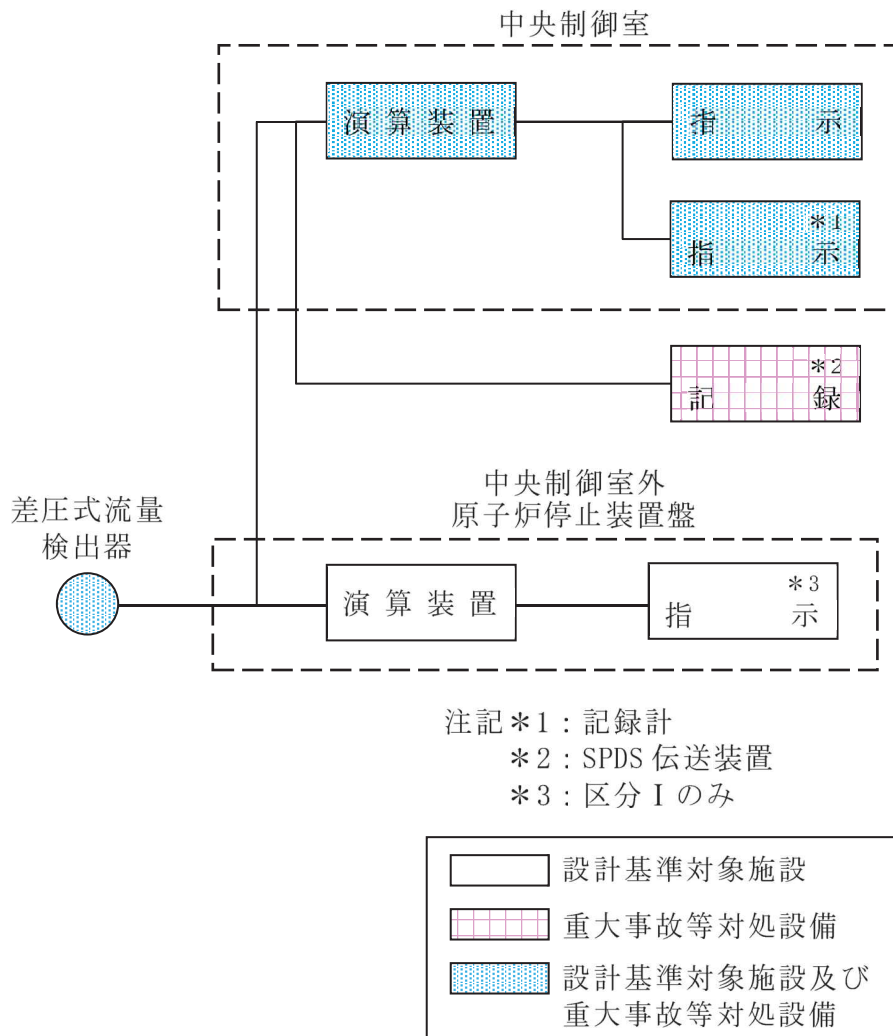 中央制御室
演算装置
指示
*1
指示
*2
記録
中央制御室外
原子炉停止装置盤
差圧式流量
検出器
演算装置
*3
指示
注記*1:記録計
*2:SPDS伝送装置
*3:区分Ⅰのみ
設計基準対象施設
重大事故等対処設備
設計基準対象施設及び
重大事故等対処設備